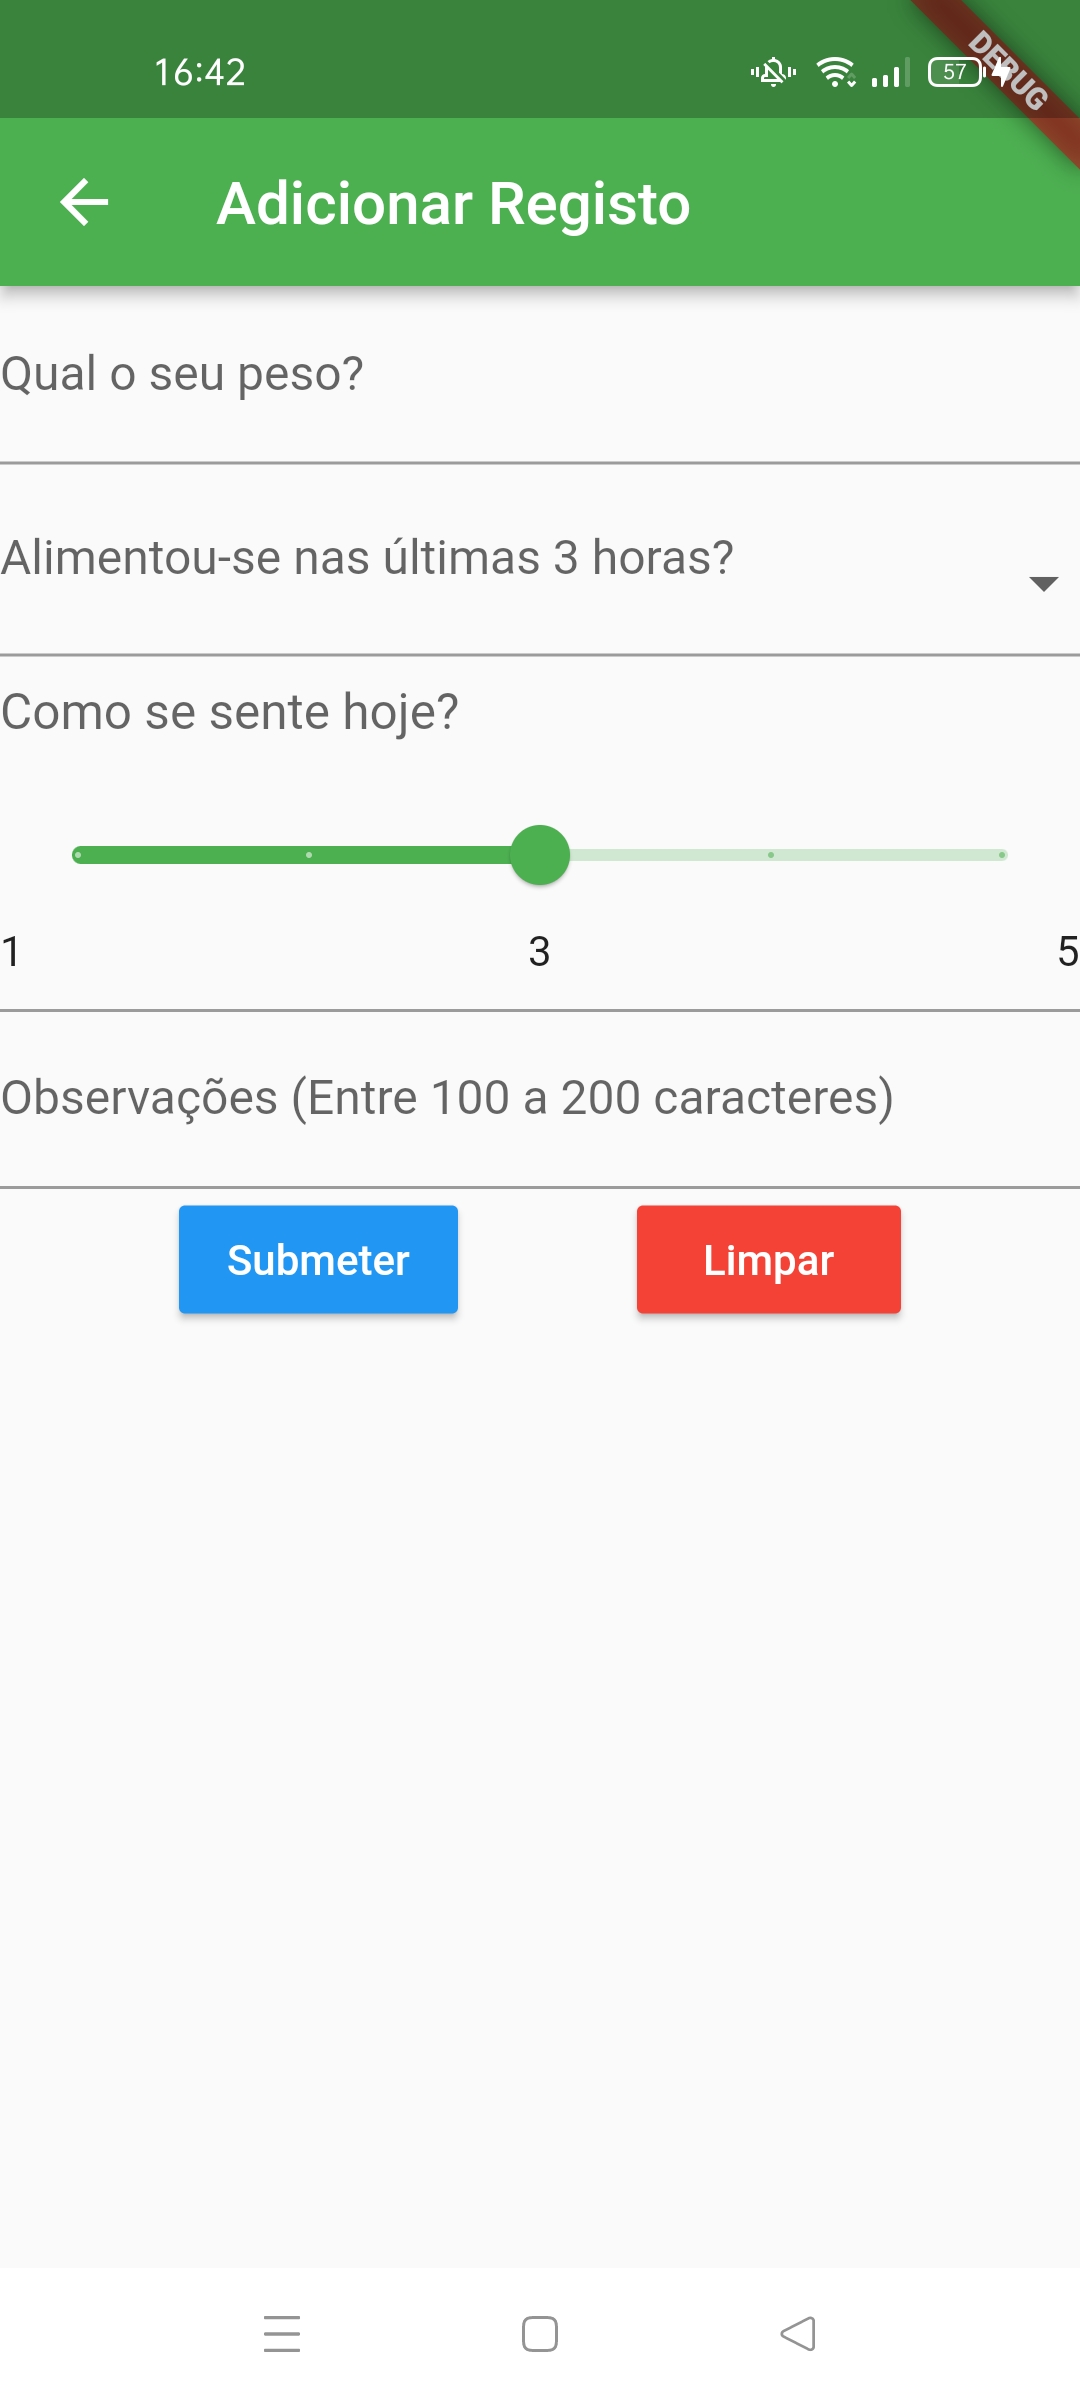 16:42
57
DEBUG
Adicionar Registo
Qual o seu peso?
Alimentou-se nas últimas 3 horas?
Como se sente hoje?
1 3 5
Observações (Entre 100 a 200 caracteres)
Submeter Limpar